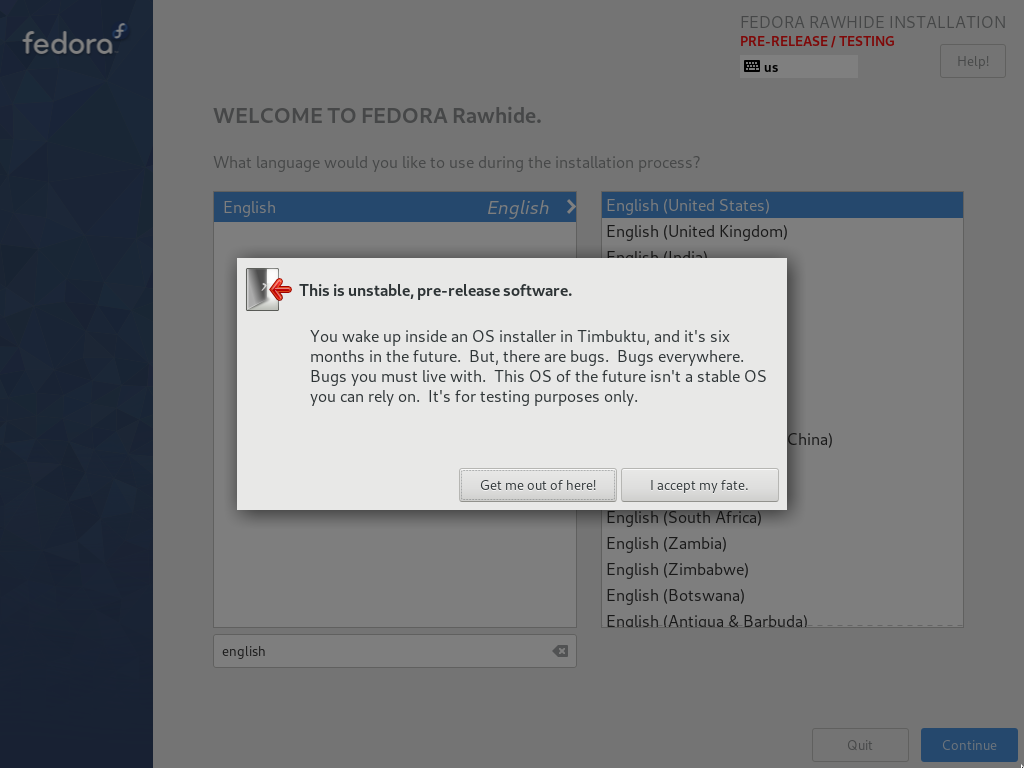 fedora
FEDORA RAWHIDE INSTALLATION
PRE-RELEASE / TESTING
us
Help!
WELCOME TO FEDORA Rawhide.
What language would you like to use during the installation process?
English English
English (United States)
English (United Kingdom)
English (India)
This is unstable, pre-release software.
You wake up inside an OS installer in Timbuktu, and it's six
months in the future.  But, there are bugs.  Bugs everywhere.
Bugs you must live with.  This OS of the future isn't a stable OS
you can rely on.  It's for testing purposes only.
China)
Get me out of here!
I accept my fate.
English (South Africa)
English (Zambia)
English (Zimbabwe)
English (Botswana)
English (Antigua & Barbuda)
english
Quit
Continue